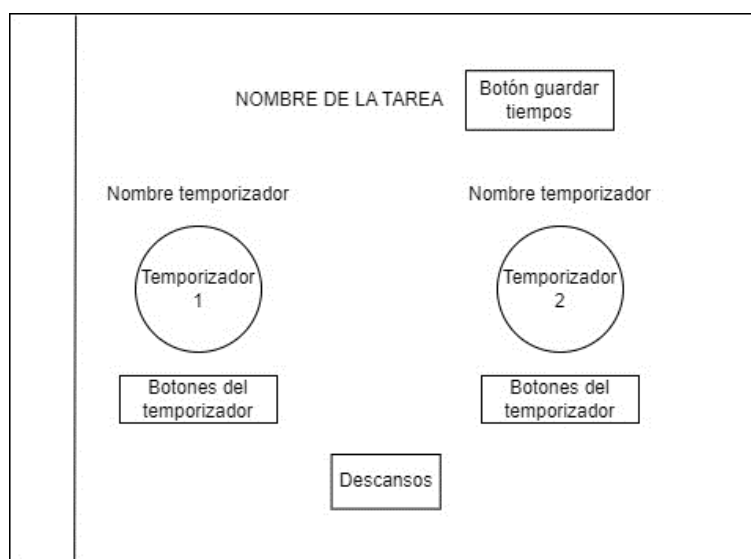 NOMBRE DE LA TAREA
Botón guardar
tiempos
Nombre temporizador
Temporizador
1
Botones del
temporizador
Nombre temporizador
Temporizador
2
Botones del
temporizador
Descansos